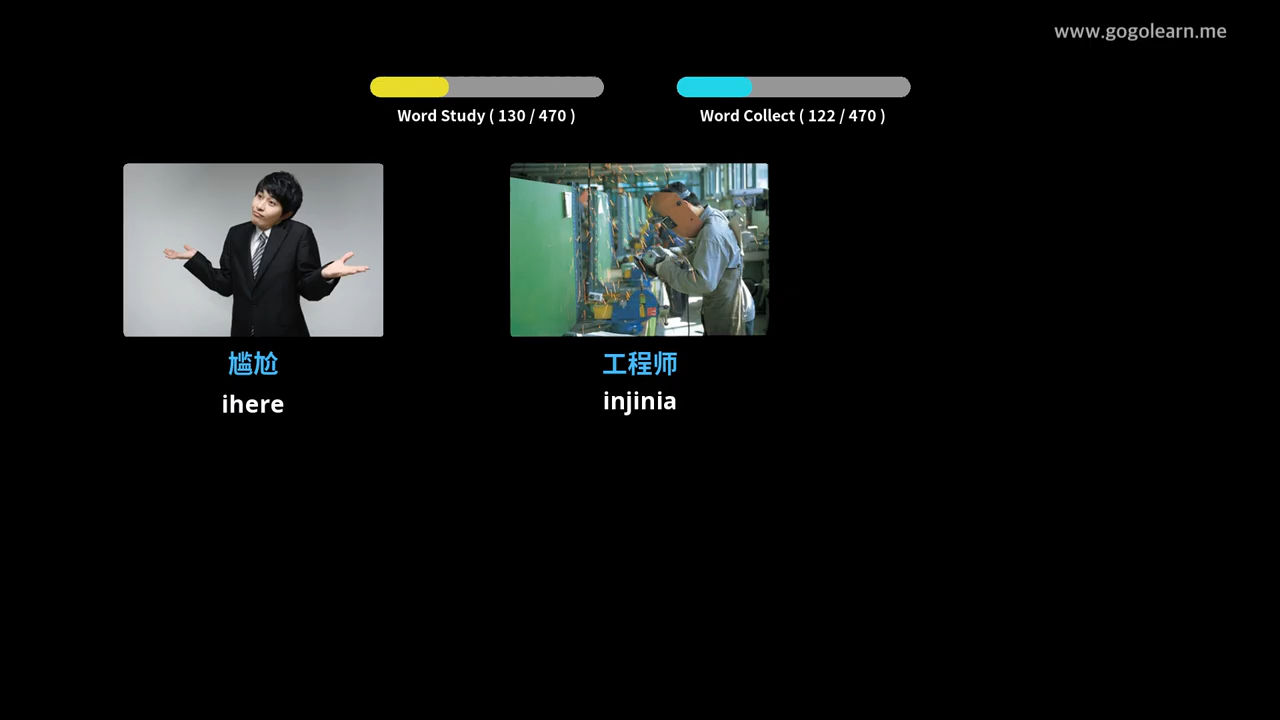 www.gogolearn.me
Word Study ( 130 / 470 )
Word Collect ( 122 / 470 )
尴尬
ihere
工程师
injinia